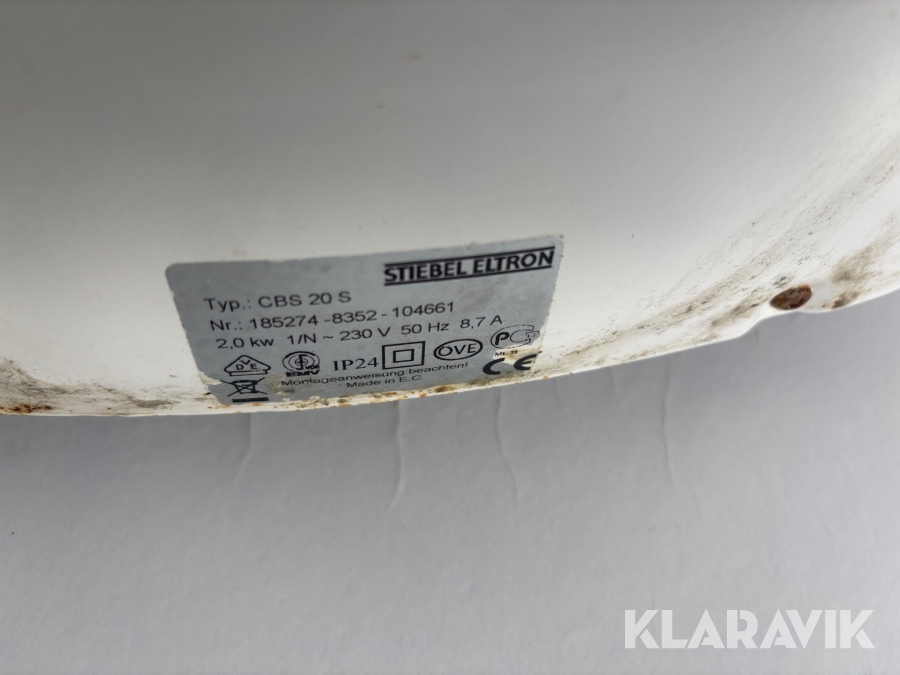 STIEBEL ELTRON
Typ.: CBS 20 S
Nr.: 185274 -8352 - 104661
2,0 kw 1/N ~ 230 V 50 Hz 8,7 A
IP24 ÖVE
Montageanweisung beachten!
Made in E.C.
CE
KLARAVIK